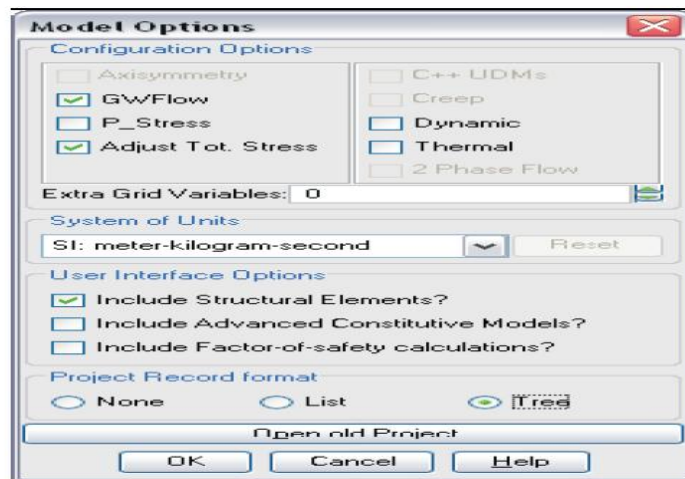 Model Options
Configuration Options
Axisymmetry
GWFlow
P_Stress
Adjust Tot. Stress
C++ UDMs
Creep
Dynamic
Thermal
2 Phase Flow
Extra Grid Variables: 0
System of Units
SI: meter-kilogram-second
Reset
User Interface Options
Include Structural Elements?
Include Advanced Constitutive Models?
Include Factor-of-safety calculations?
Project Record format
None List Tree
Open old Project
OK Cancel Help